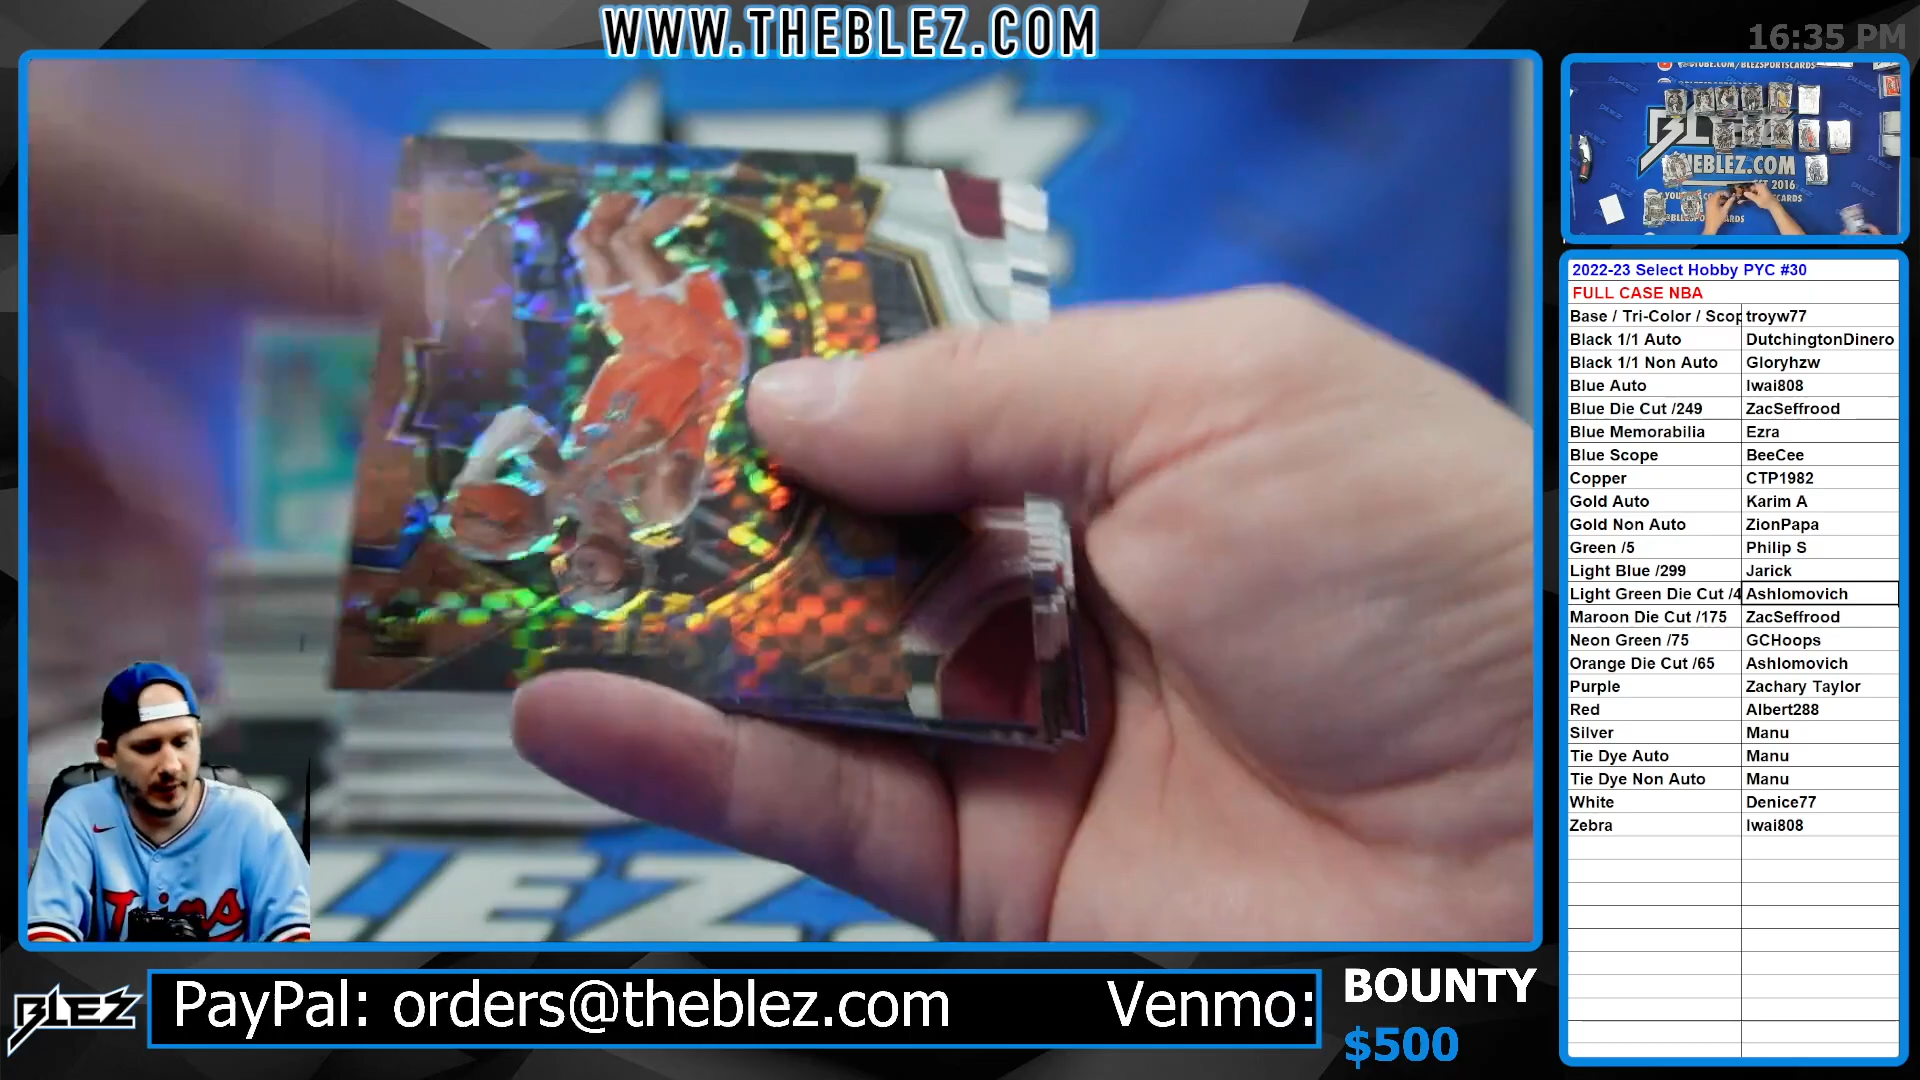 WWW.THEBLEZ.COM
16:35 PM
BLEZ
THEBLEZ.COM
2022-23 Select Hobby PYC #30
FULL CASE NBA
Base / Tri-Color / Scop troyw77
Black 1/1 Auto DutchingtonDinero
Black 1/1 Non Auto Gloryhzw
Blue Auto Iwai808
Blue Die Cut /249 ZacSeffrood
Blue Memorabilia Ezra
Blue Scope BeeCee
Copper CTP1982
Gold Auto Karim A
Gold Non Auto ZionPapa
Green /5 Philip S
Light Blue /299 Jarick
Light Green Die Cut /4 Ashlomovich
Maroon Die Cut /175 ZacSeffrood
Neon Green /75 GCHoops
Orange Die Cut /65 Ashlomovich
Purple Zachary Taylor
Red Albert288
Silver Manu
Tie Dye Auto Manu
Tie Dye Non Auto Manu
White Denice77
Zebra Iwai808
Twins
BLEZ
PayPal: orders@theblez.com Venmo:
BOUNTY
$500